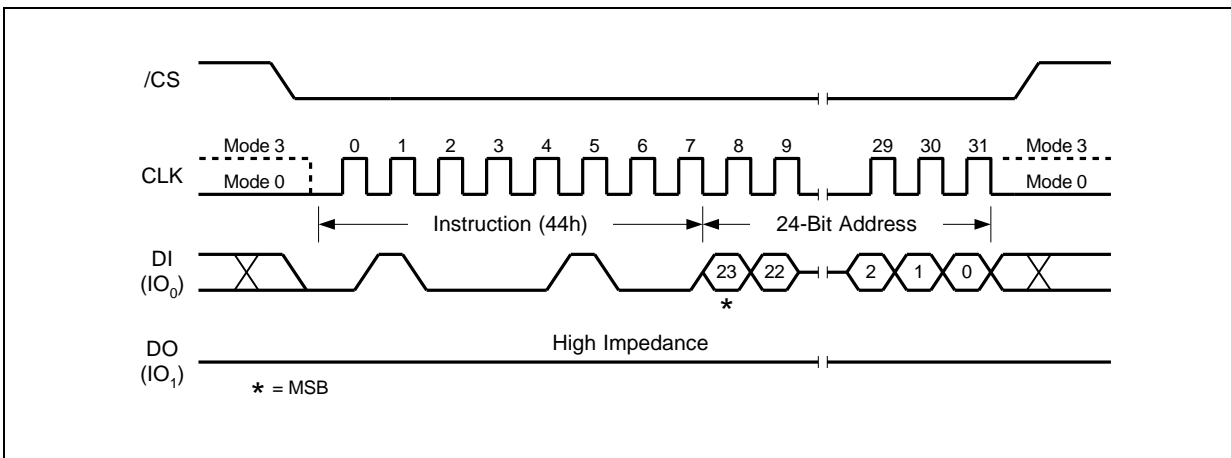 /CS
Mode 3
0 1 2 3 4 5 6 7 8 9 29 30 31
Mode 3
CLK
Mode 0
Mode 0
Instruction (44h)
24-Bit Address
DI
(IO0)
23 22 2 1 0
*
High Impedance
DO
(IO1)
* = MSB